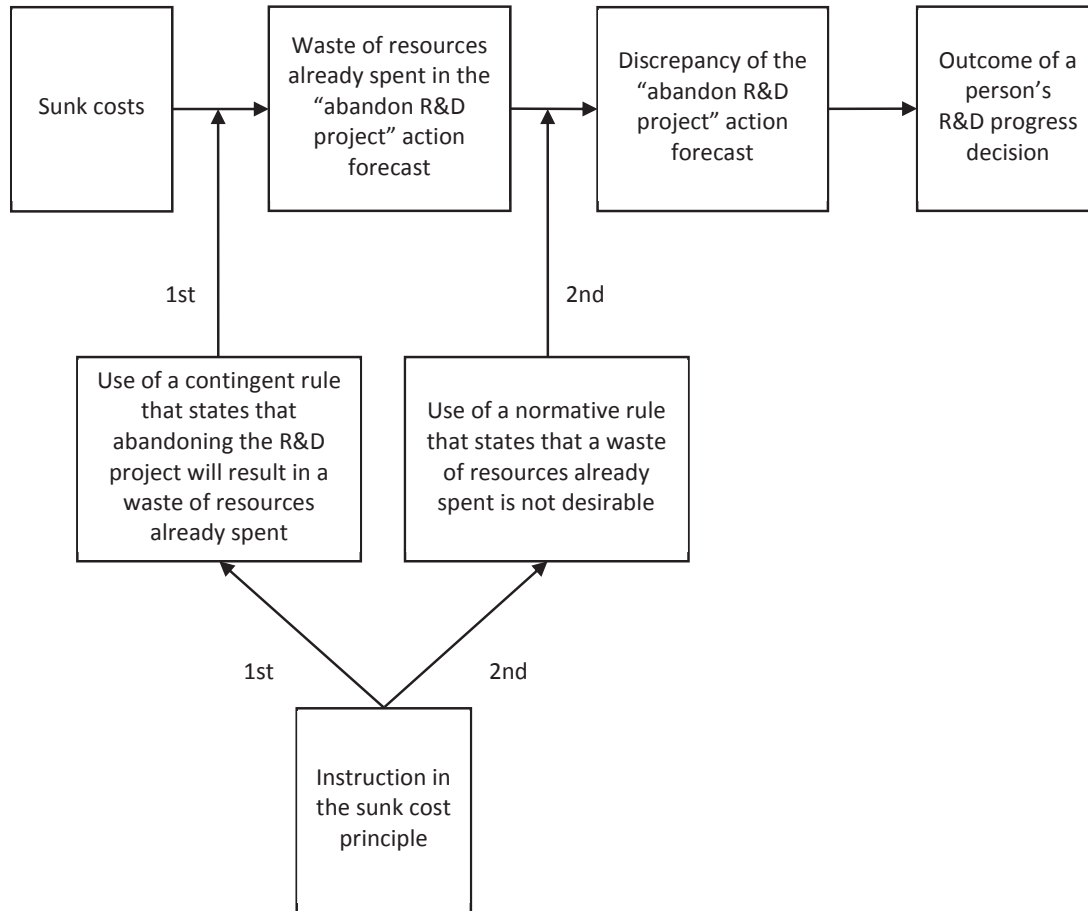 Sunk costs
Waste of resources
already spent in the
“abandon R&D
project” action
forecast
Discrepancy of the
“abandon R&D
project” action
forecast
Outcome of a
person’s
R&D progress
decision
1st
2nd
Use of a contingent rule
that states that
abandoning the R&D
project will result in a
waste of resources
already spent
Use of a normative rule
that states that a waste
of resources already
spent is not desirable
1st
2nd
Instruction in
the sunk cost
principle